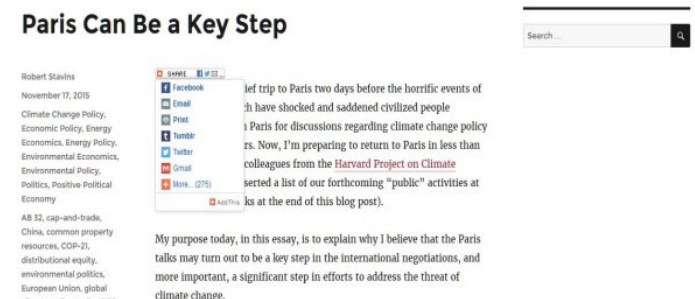 Paris Can Be a Key Step
Search ...
Robert Stavins
November 17, 2015
Climate Change Policy,
Economic Policy, Energy
Economics, Energy Policy,
Environmental Economics,
Environmental Policy,
Politics, Positive Political
Economy
AB 32, cap-and-trade,
China, common property
resources, COP-21,
distributional equity,
environmental politics,
European Union, global
SHARE
Facebook
Email
Print
Tumblr
Twitter
Gmail
More... (275)
AddThis
ief trip to Paris two days before the horrific events of
ch have shocked and saddened civilized people
Paris for discussions regarding climate change policy
rs. Now, I'm preparing to return to Paris in less than
colleagues from the Harvard Project on Climate
serted a list of our forthcoming “public” activities at
ks at the end of this blog post).
My purpose today, in this essay, is to explain why I believe that the Paris
talks may turn out to be a key step in the international negotiations, and
more important, a significant step in efforts to address the threat of
climate change.